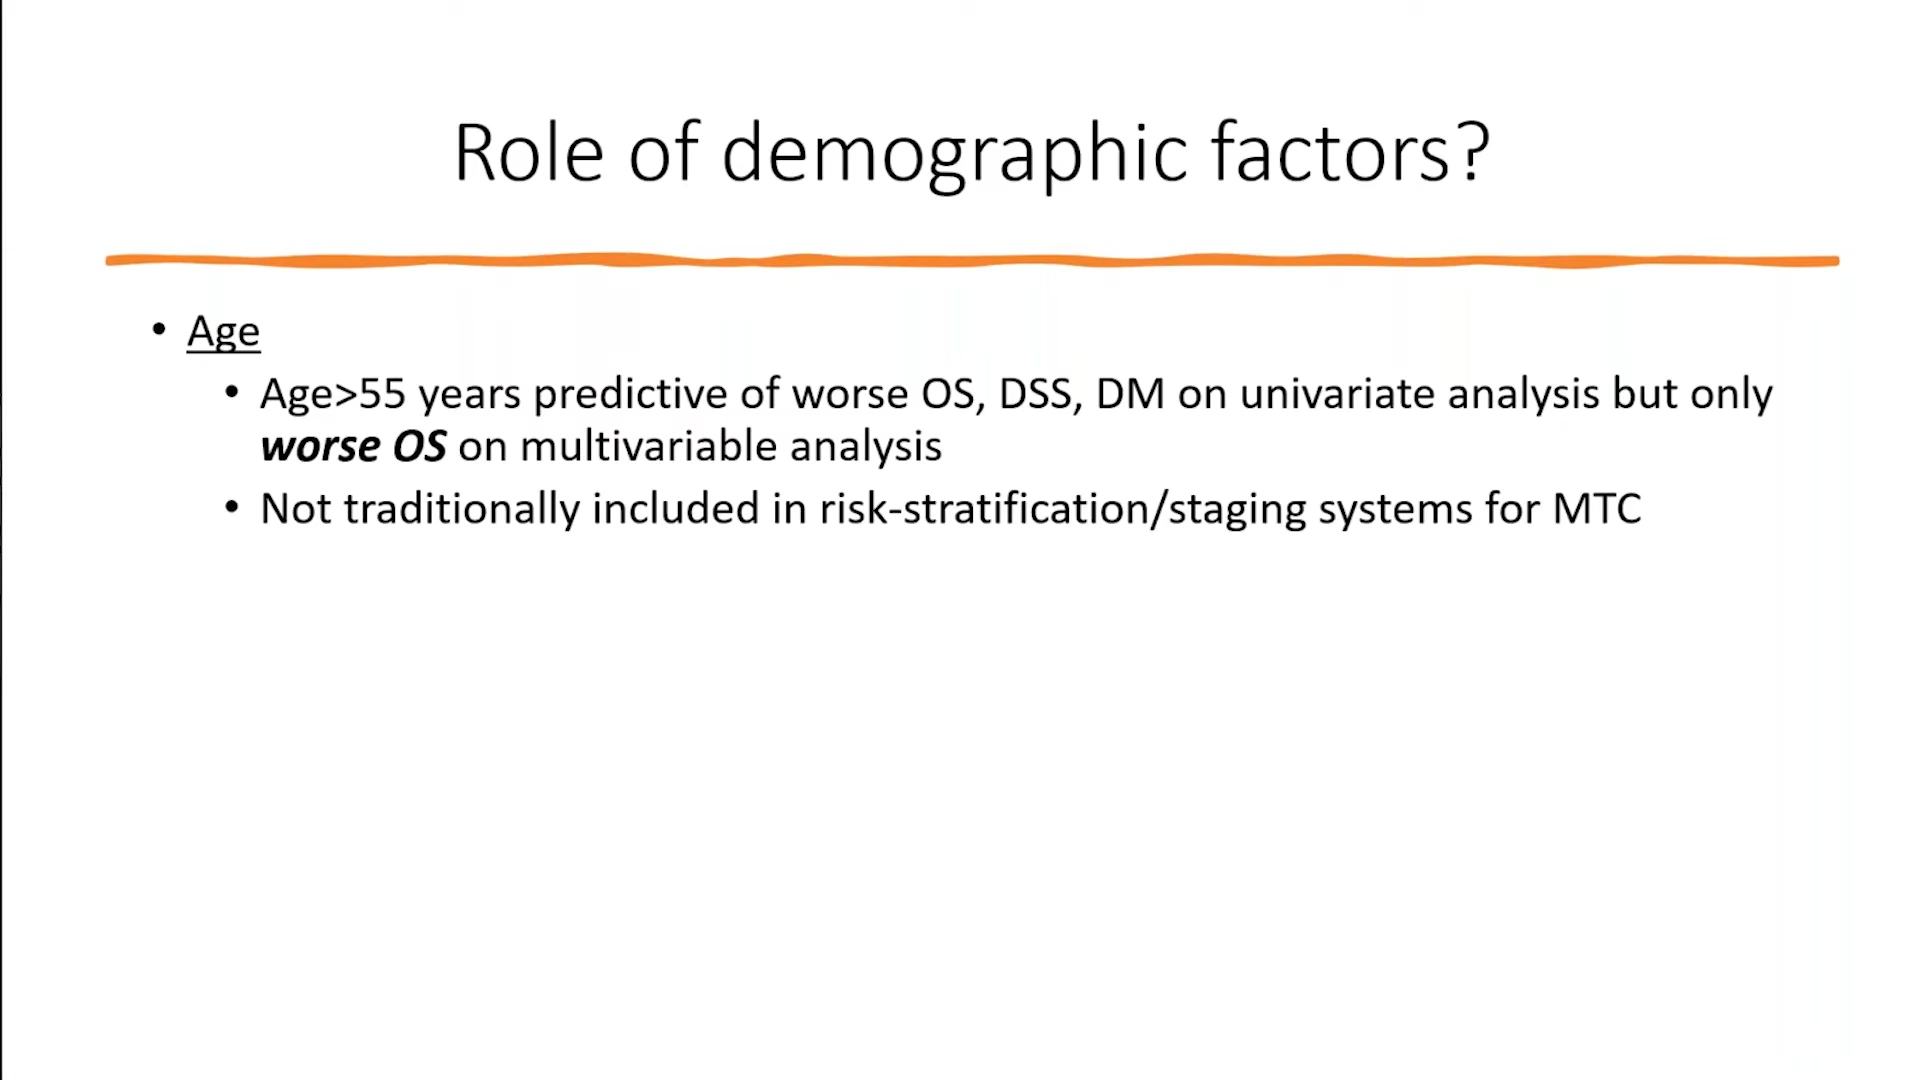 Role of demographic factors?
• Age
• Age>55 years predictive of worse OS, DSS, DM on univariate analysis but only
worse OS on multivariable analysis
• Not traditionally included in risk-stratification/staging systems for MTC